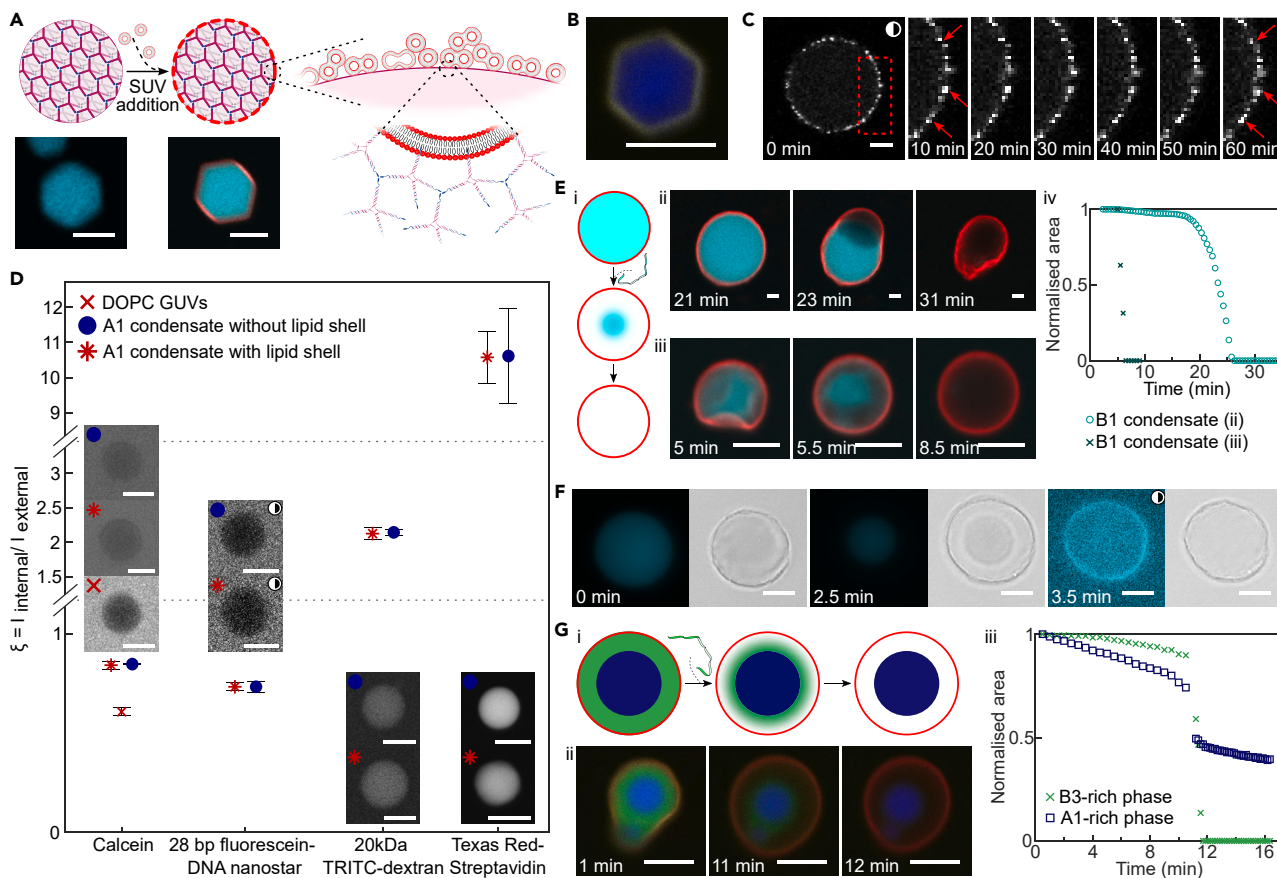 A
SUV
addition
B
C
0 min
10 min
20 min
30 min
40 min
50 min
60 min
D
DOPC GUVs
A1 condensate without lipid shell
A1 condensate with lipid shell
ξ = I internal/ I external
12
11
10
9
3
2.5
2
1.5
1
0
Calcein
28 bp fluorescein-
DNA nanostar
20kDa
TRITC-dextran
Texas Red-
Streptavidin
E
i
ii
21 min
23 min
31 min
iii
5 min
5.5 min
8.5 min
iv
Normalised area
1
0.5
0
10
20
30
Time (min)
B1 condensate (ii)
B1 condensate (iii)
F
0 min
2.5 min
3.5 min
G
i
ii
1 min
11 min
12 min
iii
Normalised area
1
0.5
0
0
4
8
12
16
Time (min)
B3-rich phase
A1-rich phase